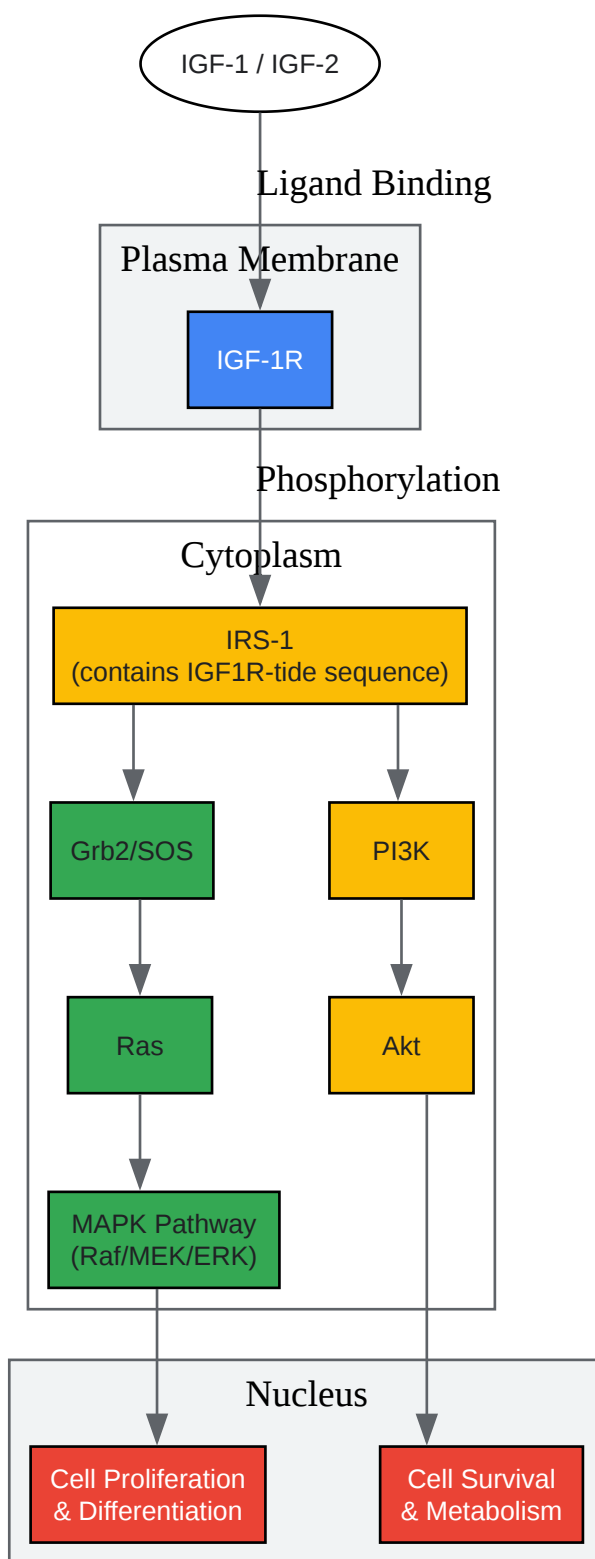 IGF-1 / IGF-2
Ligand Binding
Plasma Membrane
IGF-1R
Phosphorylation
Cytoplasm
IRS-1
(contains IGF1R-tide sequence)
Grb2/SOS
PI3K
Ras
Akt
MAPK Pathway
(Raf/MEK/ERK)
Nucleus
Cell Proliferation
& Differentiation
Cell Survival
& Metabolism